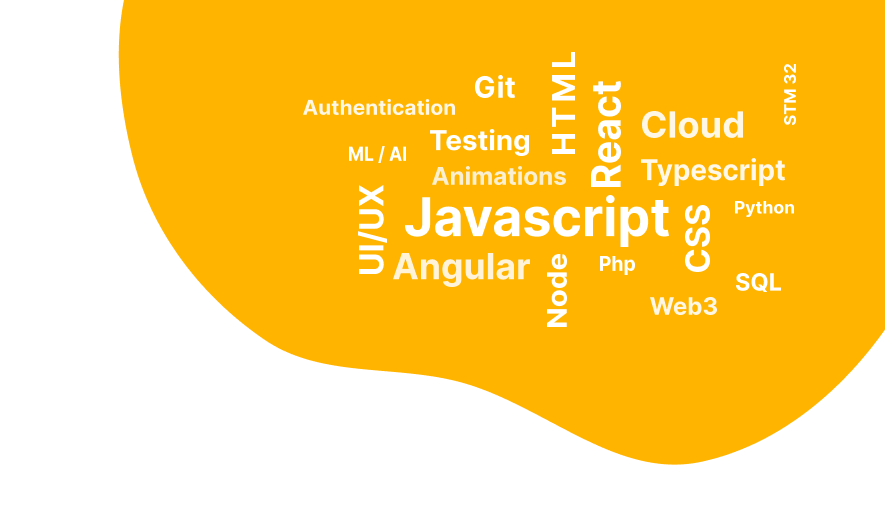 Git
HTML
STM 32
React
Authentication
Cloud
Testing
ML / AI
Typescript
Animations
UI/UX
Javascript
CSS
Python
Angular
Node
Php
SQL
Web3